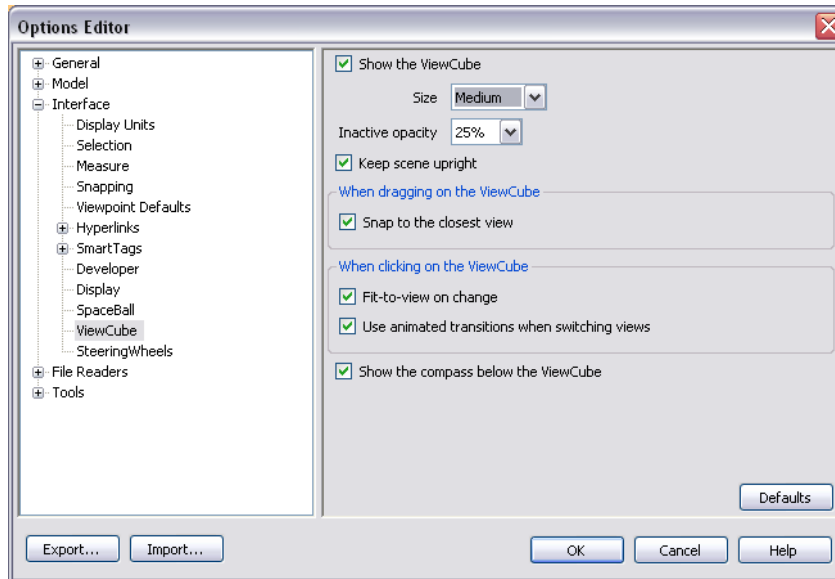 Options Editor
General
Model
Interface
Display Units
Selection
Measure
Snapping
Viewpoint Defaults
Hyperlinks
SmartTags
Developer
Display
SpaceBall
ViewCube
SteeringWheels
File Readers
Tools
Show the ViewCube
Size Medium
Inactive opacity 25%
Keep scene upright
When dragging on the ViewCube
Snap to the closest view
When clicking on the ViewCube
Fit-to-view on change
Use animated transitions when switching views
Show the compass below the ViewCube
Defaults
Export... Import... OK Cancel Help